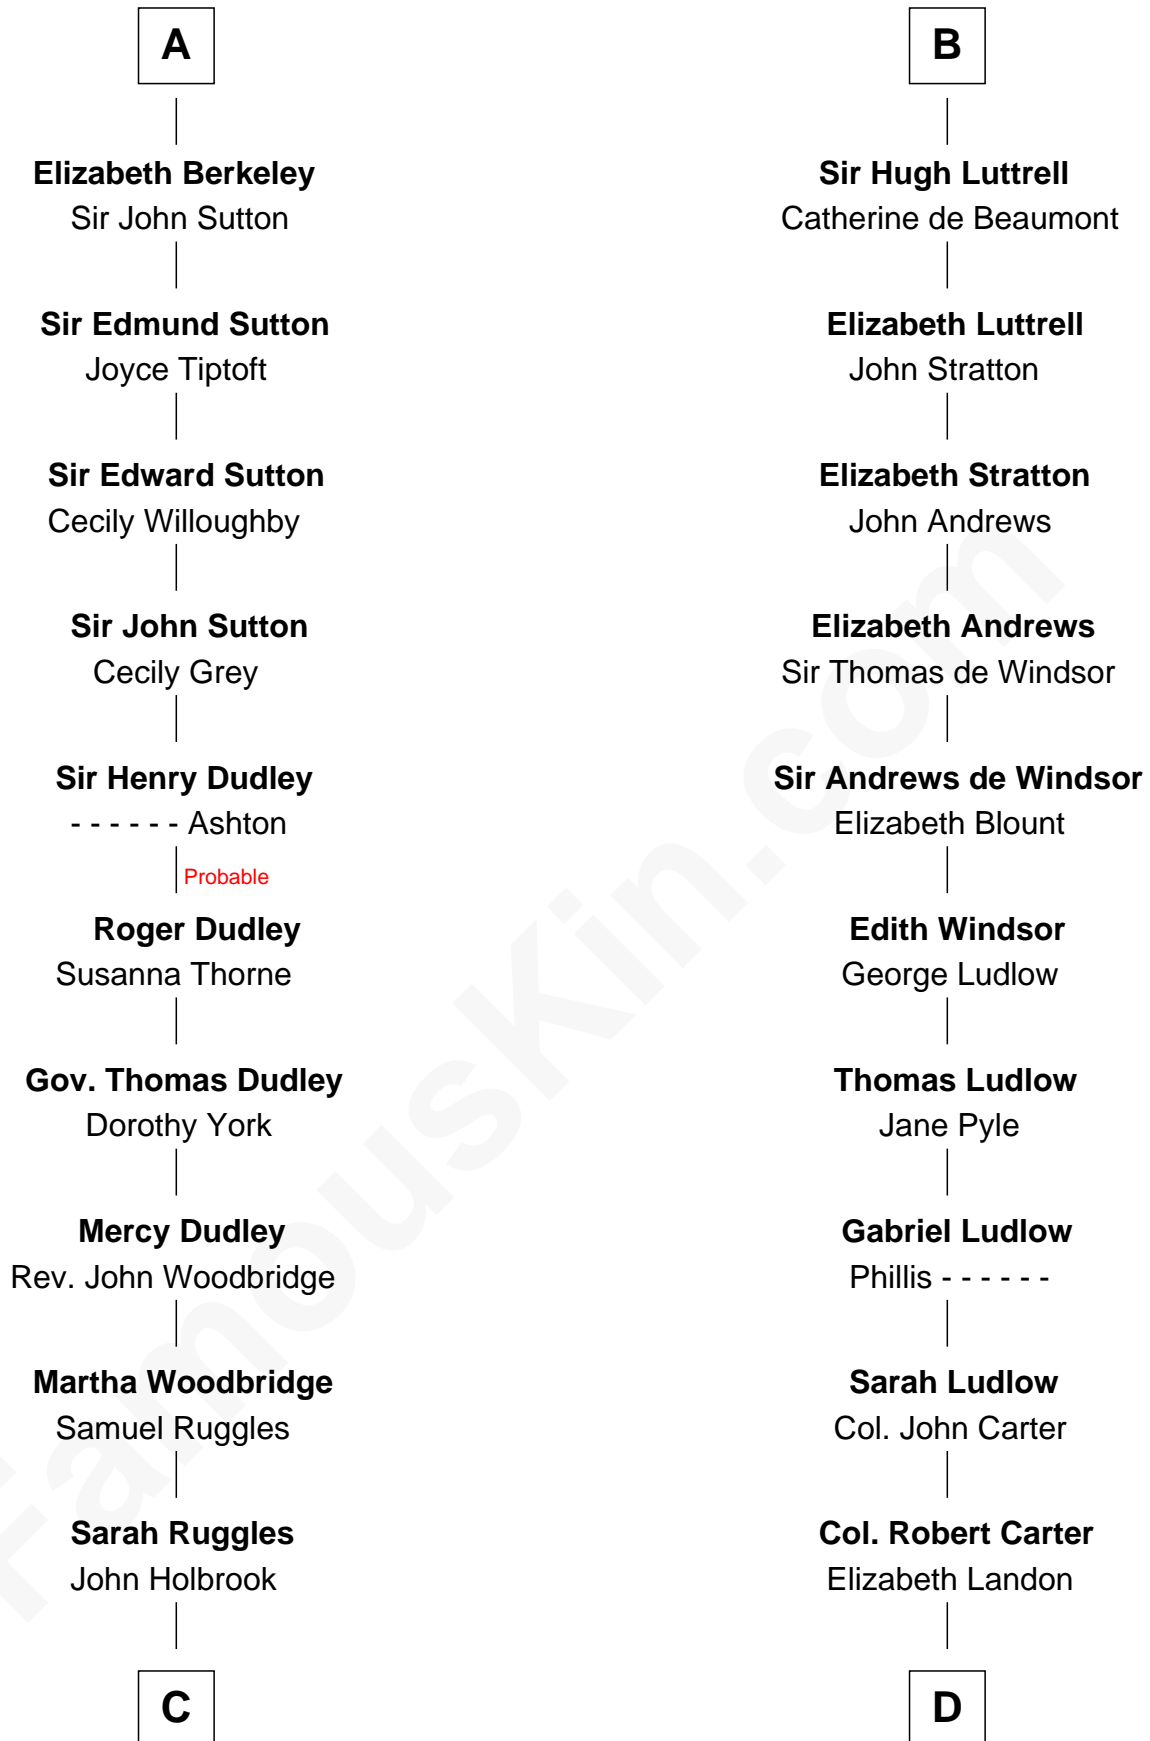 A
Elizabeth Berkeley
Sir John Sutton
Sir Edmund Sutton
Joyce Tiptoft
Sir Edward Sutton
Cecily Willoughby
Sir John Sutton
Cecily Grey
Sir Henry Dudley
- - - - - - Ashton
Probable
Roger Dudley
Susanna Thorne
Gov. Thomas Dudley
Dorothy York
Mercy Dudley
Rev. John Woodbridge
Martha Woodbridge
Samuel Ruggles
Sarah Ruggles
John Holbrook
C
B
Sir Hugh Luttrell
Catherine de Beaumont
Elizabeth Luttrell
John Stratton
Elizabeth Stratton
John Andrews
Elizabeth Andrews
Sir Thomas de Windsor
Sir Andrews de Windsor
Elizabeth Blount
Edith Windsor
George Ludlow
Thomas Ludlow
Jane Pyle
Gabriel Ludlow
Phillis - - - - - -
Sarah Ludlow
Col. John Carter
Col. Robert Carter
Elizabeth Landon
D
FamousKin.com